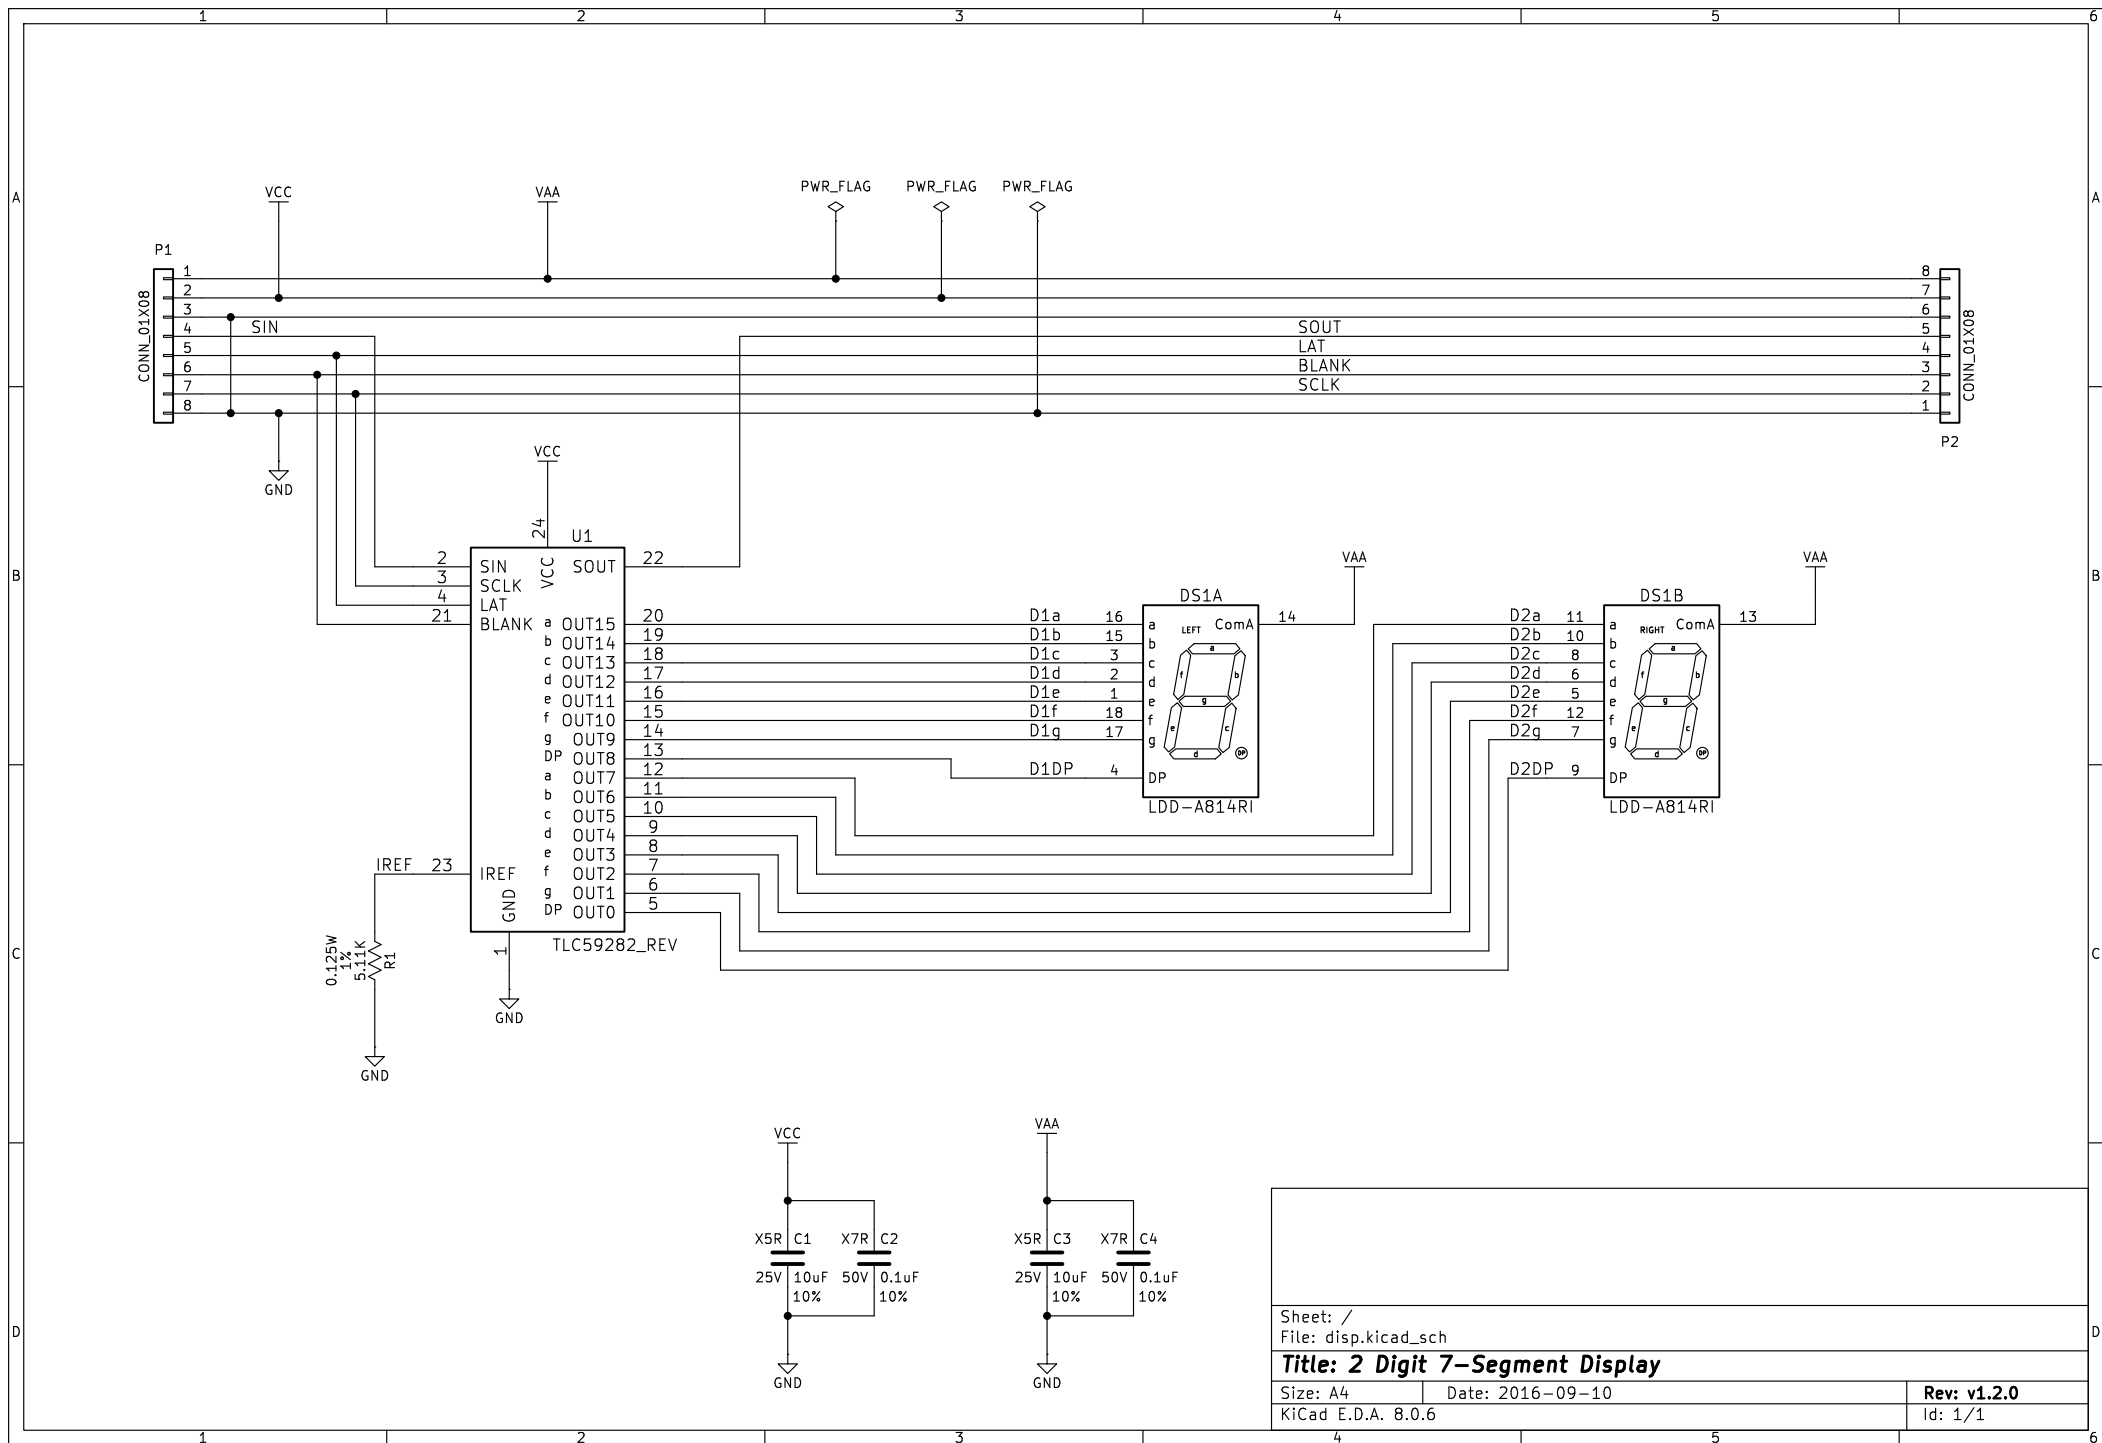 1 2 3 4 5 6
A A
VCC VAA PWR_FLAG PWR_FLAG PWR_FLAG
P1
CONN_01X08
1 8
2 7
3 6
4 SIN SOUT 5
5 LAT 4
6 BLANK 3
7 SCLK 2
8 1
CONN_01X08
P2
GND
VCC
24
U1
B B
2 SIN VCC SOUT 22
3 SCLK
4 LAT
21 BLANK
a OUT15 20
b OUT14 19
c OUT13 18
d OUT12 17
e OUT11 16
f OUT10 15
g OUT9 14
DP OUT8 13
a OUT7 12
b OUT6 11
c OUT5 10
d OUT4 9
e OUT3 8
f OUT2 7
g OUT1 6
DP OUT0 5
IREF 23 IREF
GND
1
TLC59282_REV
GND
0.125W
1%
5.11K
R1
GND
VAA
DS1A
D1a 16 a LEFT ComA 14
D1b 15 b
D1c 3 c
D1d 2 d
D1e 1 e
D1f 18 f
D1g 17 g
D1DP 4 DP
a
f b
g
e c
d DP
LDD-A814RI
VAA
DS1B
D2a 11 a RIGHT ComA 13
D2b 10 b
D2c 8 c
D2d 6 d
D2e 5 e
D2f 12 f
D2g 7 g
D2DP 9 DP
a
f b
g
e c
d DP
LDD-A814RI
C C
VCC
X5R C1 X7R C2
25V 10uF 50V 0.1uF
10% 10%
GND
VAA
X5R C3 X7R C4
25V 10uF 50V 0.1uF
10% 10%
GND
D D
Sheet: /
File: disp.kicad_sch
Title: 2 Digit 7-Segment Display
Size: A4 Date: 2016-09-10 Rev: v1.2.0
KiCad E.D.A. 8.0.6 Id: 1/1
1 2 3 4 5 6